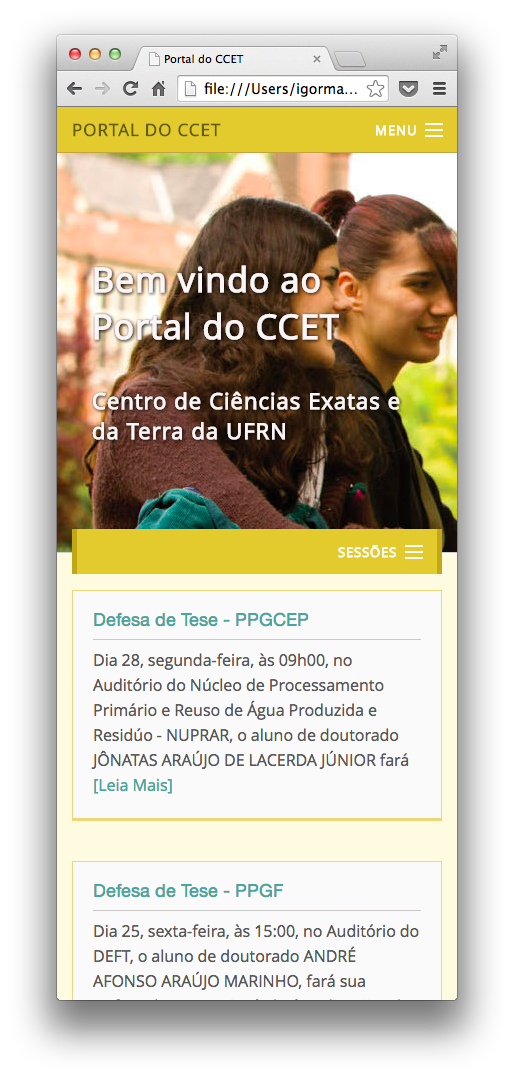 Portal do CCET
file:///Users/igorma...
PORTAL DO CCET
MENU
Bem vindo ao
Portal do CCET
Centro de Ciências Exatas e
da Terra da UFRN
SESSÕES
Defesa de Tese - PPGCEP
Dia 28, segunda-feira, às 09h00, no
Auditório do Núcleo de Processamento
Primário e Reuso de Água Produzida e
Residúo - NUPRAR, o aluno de doutorado
JÔNATAS ARAÚJO DE LACERDA JÚNIOR fará
[Leia Mais]
Defesa de Tese - PPGF
Dia 25, sexta-feira, às 15:00, no Auditório do
DEFT, o aluno de doutorado ANDRÉ
AFONSO ARAÚJO MARINHO, fará sua